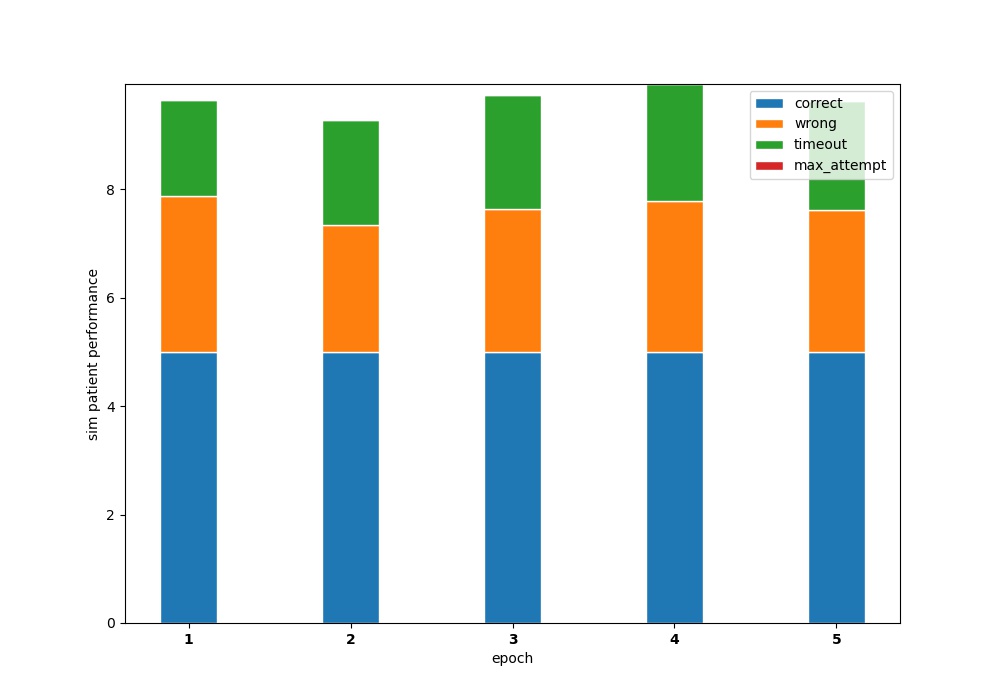 correct
wrong
timeout
max_attempt
8
6
4
2
0
sim patient performance
1 2 3 4 5
epoch